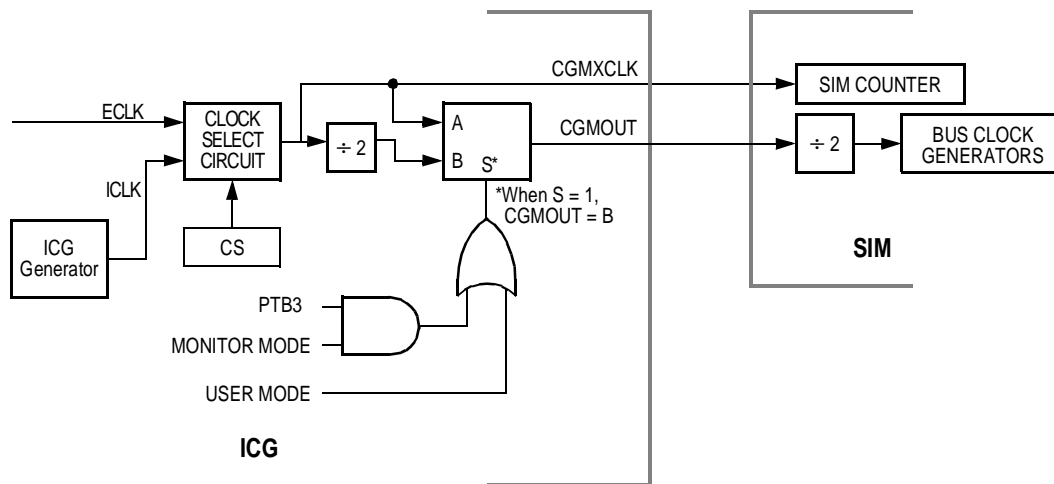 CGMXCLK
SIM COUNTER
ECLK
CLOCK
SELECT
CIRCUIT
÷ 2
A
B
S*
CGMOUT
÷ 2
BUS CLOCK
GENERATORS
ICLK
*When S = 1,
CGMOUT = B
ICG
Generator
CS
SIM
PTB3
MONITOR MODE
USER MODE
ICG